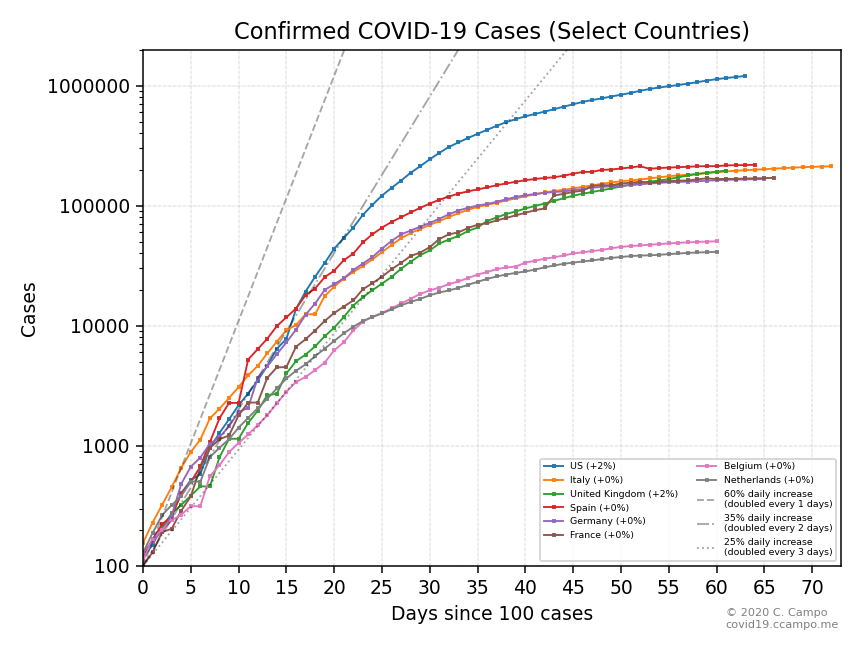 Confirmed COVID-19 Cases (Select Countries)
1000000
100000
10000
1000
100
Cases
0 5 10 15 20 25 30 35 40 45 50 55 60 65 70
Days since 100 cases
US (+2%)
Italy (+0%)
United Kingdom (+2%)
Spain (+0%)
Germany (+0%)
France (+0%)
Belgium (+0%)
Netherlands (+0%)
60% daily increase
(doubled every 1 days)
35% daily increase
(doubled every 2 days)
25% daily increase
(doubled every 3 days)
© 2020 C. Campo
covid19.ccampo.me